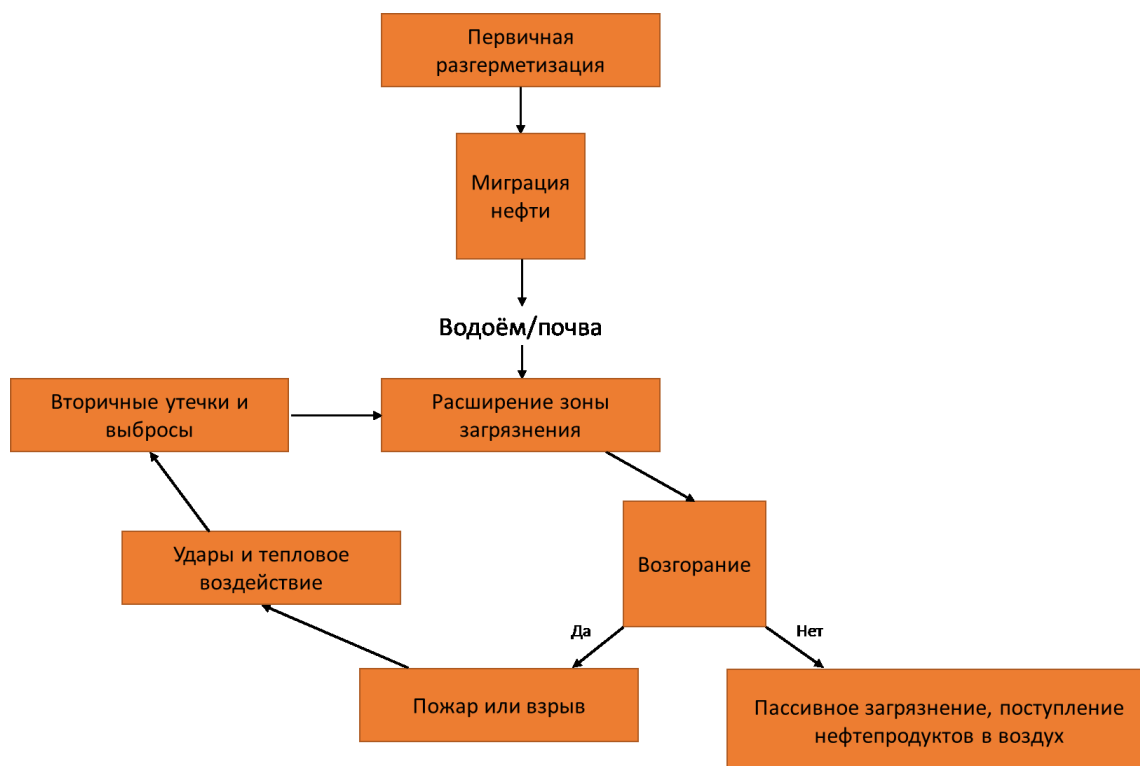 Первичная
разгерметизация
Миграция
нефти
Водоём/почва
Вторичные утечки и
выбросы
Расширение зоны
загрязнения
Удары и тепловое
воздействие
Возгорание
Да
Нет
Пожар или взрыв
Пассивное загрязнение, поступление
нефтепродуктов в воздух